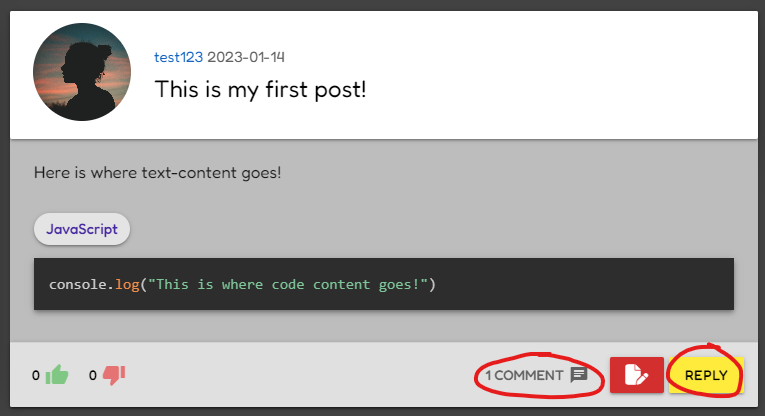 test123 2023-01-14
This is my first post!
Here is where text-content goes!
JavaScript
console.log("This is where code content goes!")
0 0 1 COMMENT REPLY